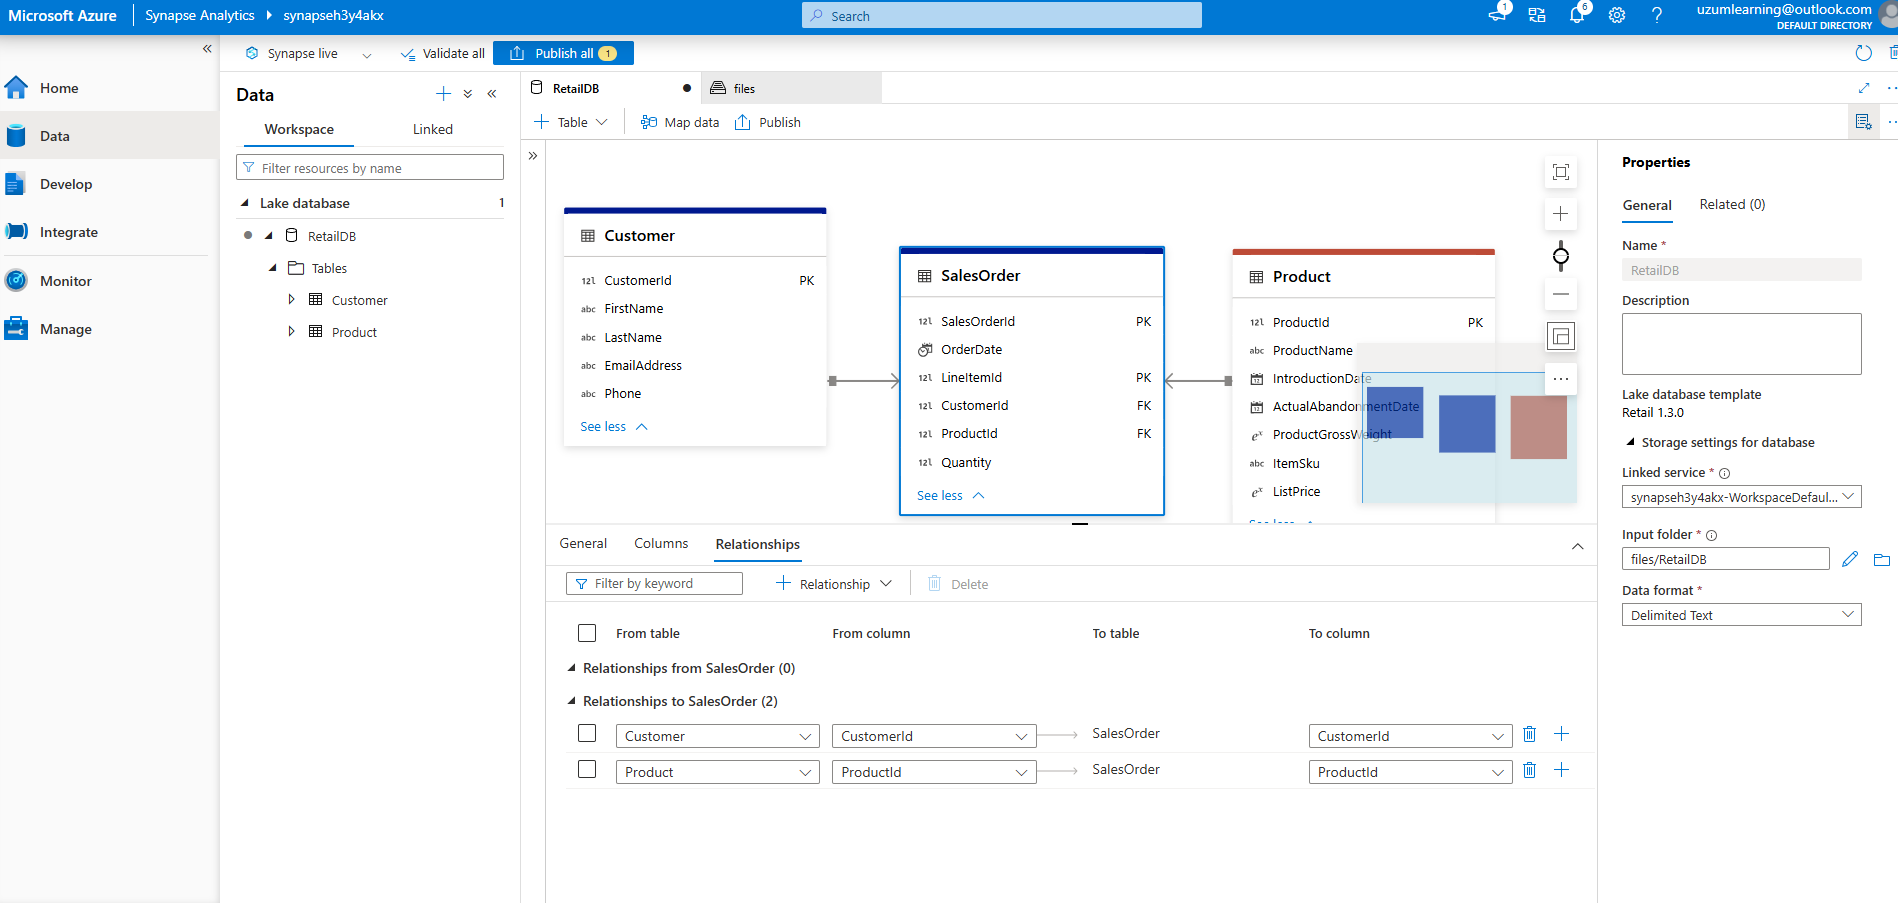 Microsoft Azure Synapse Analytics synapseh3y4akx
Search
1
6
uzumlearning@outlook.com
DEFAULT DIRECTORY
Synapse live
Validate all
Publish all 1
Home
Data
Develop
Integrate
Monitor
Manage
Data
Workspace Linked
Filter resources by name
Lake database 1
RetailDB
Tables
Customer
Product
RetailDB
files
Table
Map data
Publish
Customer
12l CustomerId PK
abc FirstName
abc LastName
abc EmailAddress
abc Phone
See less
SalesOrder
12l SalesOrderId PK
OrderDate
12l LineItemId PK
12l CustomerId FK
12l ProductId FK
12l Quantity
See less
Product
12l ProductId PK
abc ProductName
IntroductionDate
ActualAbandonmentDate
eˣ ProductGrossWeight
abc ItemSku
eˣ ListPrice
See less
General Columns Relationships
Filter by keyword
Relationship
Delete
From table From column To table To column
Relationships from SalesOrder (0)
Relationships to SalesOrder (2)
Customer CustomerId SalesOrder CustomerId
Product ProductId SalesOrder ProductId
Properties
General Related (0)
Name *
RetailDB
Description
Lake database template
Retail 1.3.0
Storage settings for database
Linked service *
synapseh3y4akx-WorkspaceDefaul...
Input folder *
files/RetailDB
Data format *
Delimited Text